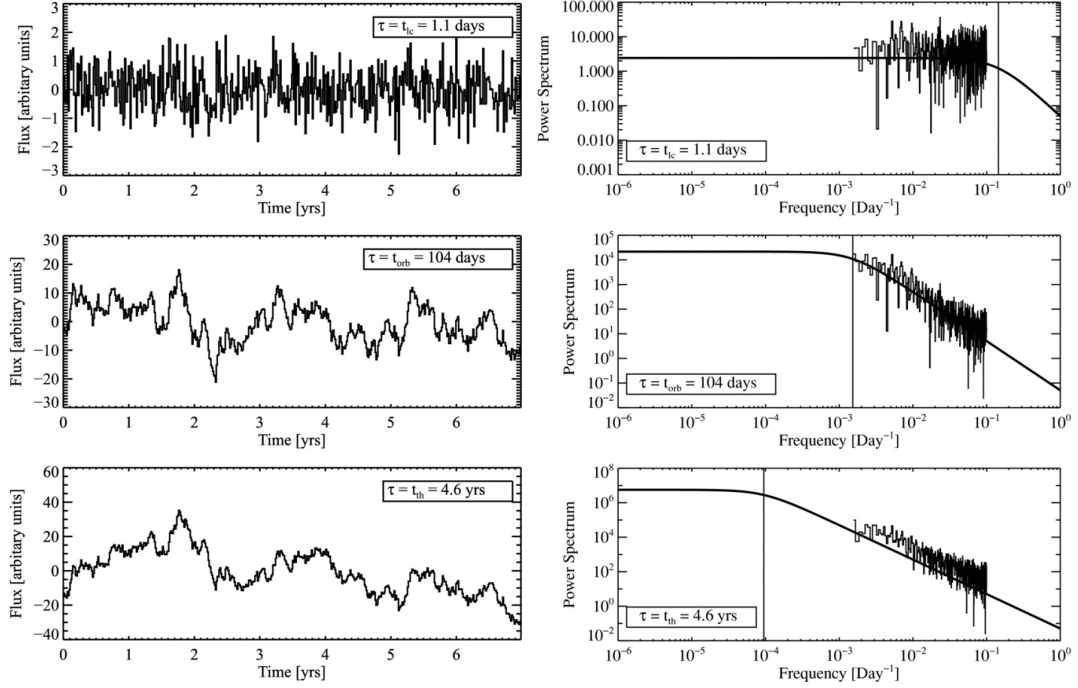 τ = t_lc = 1.1 days
Flux [arbitary units]
3
2
1
0
−1
−2
−3
0 1 2 3 4 5 6
Time [yrs]
Power Spectrum
100.000
10.000
1.000
0.100
0.010
0.001
τ = t_lc = 1.1 days
10^-6 10^-5 10^-4 10^-3 10^-2 10^-1 10^0
Frequency [Day^-1]
τ = t_orb = 104 days
Flux [arbitary units]
30
20
10
0
−10
−20
−30
0 1 2 3 4 5 6
Time [yrs]
Power Spectrum
10^5
10^4
10^3
10^2
10^1
10^0
10^-1
10^-2
τ = t_orb = 104 days
10^-6 10^-5 10^-4 10^-3 10^-2 10^-1 10^0
Frequency [Day^-1]
τ = t_th = 4.6 yrs
Flux [arbitary units]
60
40
20
0
−20
−40
0 1 2 3 4 5 6
Time [yrs]
Power Spectrum
10^8
10^6
10^4
10^2
10^0
10^-2
τ = t_th = 4.6 yrs
10^-6 10^-5 10^-4 10^-3 10^-2 10^-1 10^0
Frequency [Day^-1]